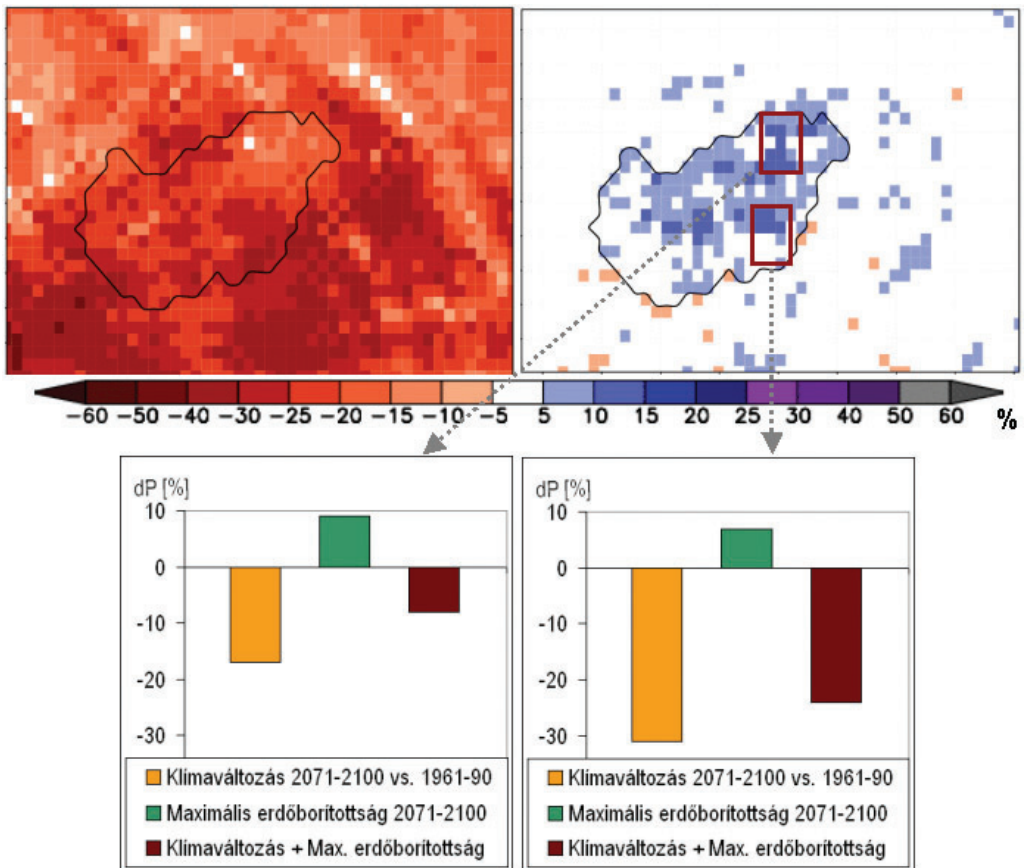 −60 −50 −40 −30 −25 −20 −15 −10 −5 5 10 15 20 25 30 40 50 60 %
dP [%]
10
0
-10
-20
-30
Klímaváltozás 2071-2100 vs. 1961-90
Maximális erdőborítottság 2071-2100
Klímaváltozás + Max. erdőborítottság
dP [%]
10
0
-10
-20
-30
Klímaváltozás 2071-2100 vs. 1961-90
Maximális erdőborítottság 2071-2100
Klímaváltozás + Max. erdőborítottság